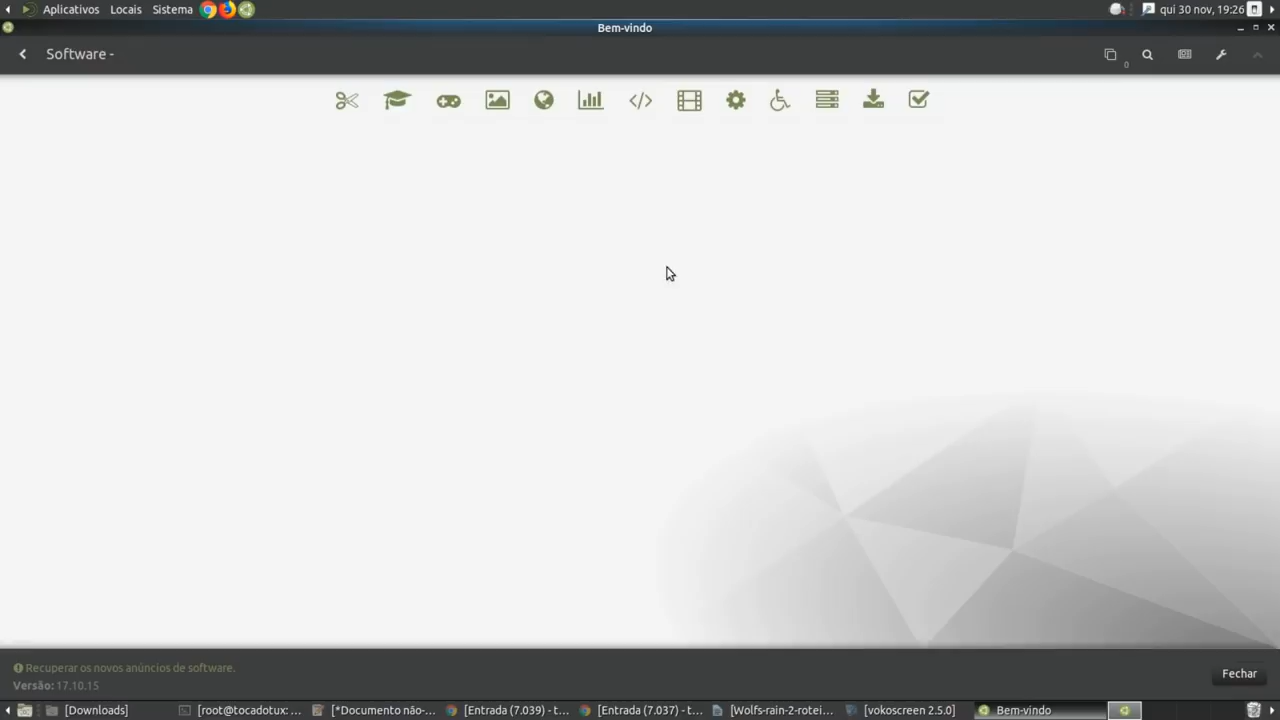 Aplicativos Locais Sistema qui 30 nov, 19:26
Bem-vindo
Software -
0
Recuperar os novos anúncios de software.
Versão: 17.10.15
Fechar
[Downloads] [root@tocadotux: ... [*Documento não-... [Entrada (7.039) - t... [Entrada (7.037) - t... [Wolfs-rain-2-rotei... [vokoscreen 2.5.0] Bem-vindo